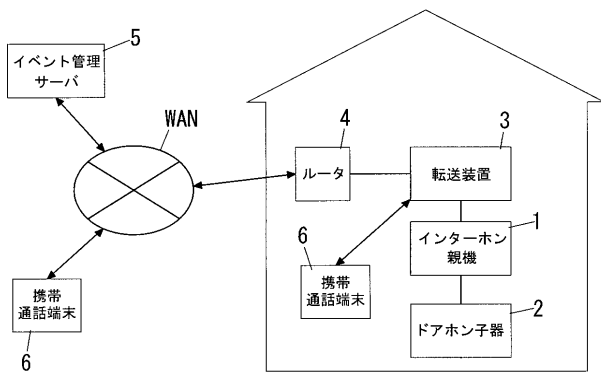 5
イベント管理
サーバ
WAN
4
ルータ
3
転送装置
1
インターホン
親機
6
携帯
通話端末
2
ドアホン子器
携帯
通話端末
6